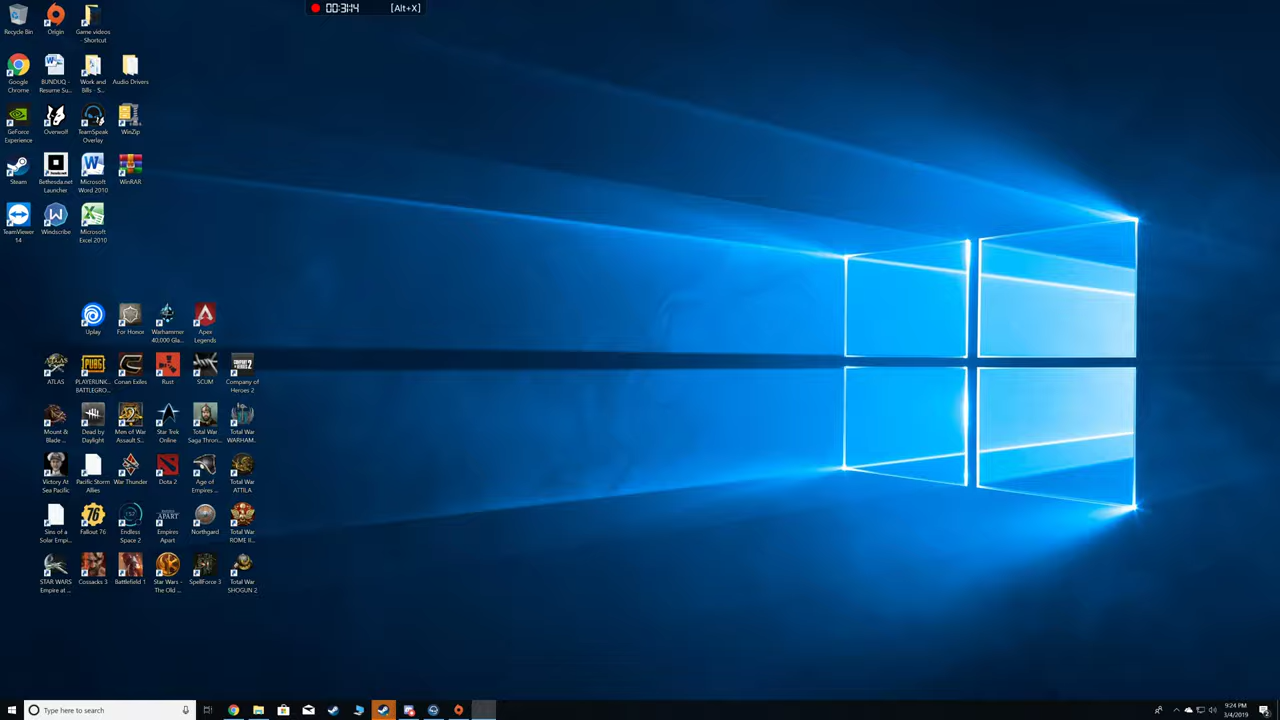 00:31:14 [Alt+X]
Recycle Bin
Origin
Game videos
- Shortcut
Google
Chrome
BUNDUQ -
Resume Su...
Work and
Bills - S...
Audio Drivers
GeForce
Experience
Overwolf
TeamSpeak
Overlay
WinZip
Steam
Bethesda.net
Launcher
Microsoft
Word 2010
WinRAR
TeamViewer
14
Windscribe
Microsoft
Excel 2010
Uplay
For Honor
Warhammer
40,000 Gla...
Apex
Legends
ATLAS
PLAYERUNK...
BATTLEGRO...
Conan Exiles
Rust
SCUM
Company of
Heroes 2
Mount &
Blade ...
Dead by
Daylight
Men of War
Assault S...
Star Trek
Online
Total War
Saga Thron...
Total War
WARHAM...
Victory At
Sea Pacific
Pacific Storm
Allies
War Thunder
Dota 2
Age of
Empires ...
Total War
ATTILA
Sins of a
Solar Empi...
Fallout 76
Endless
Space 2
Empires
Apart
Northgard
Total War
ROME II...
STAR WARS
Empire at ...
Cossacks 3
Battlefield 1
Star Wars -
The Old ...
SpellForce 3
Total War
SHOGUN 2
Type here to search
9:24 PM
3/4/2019